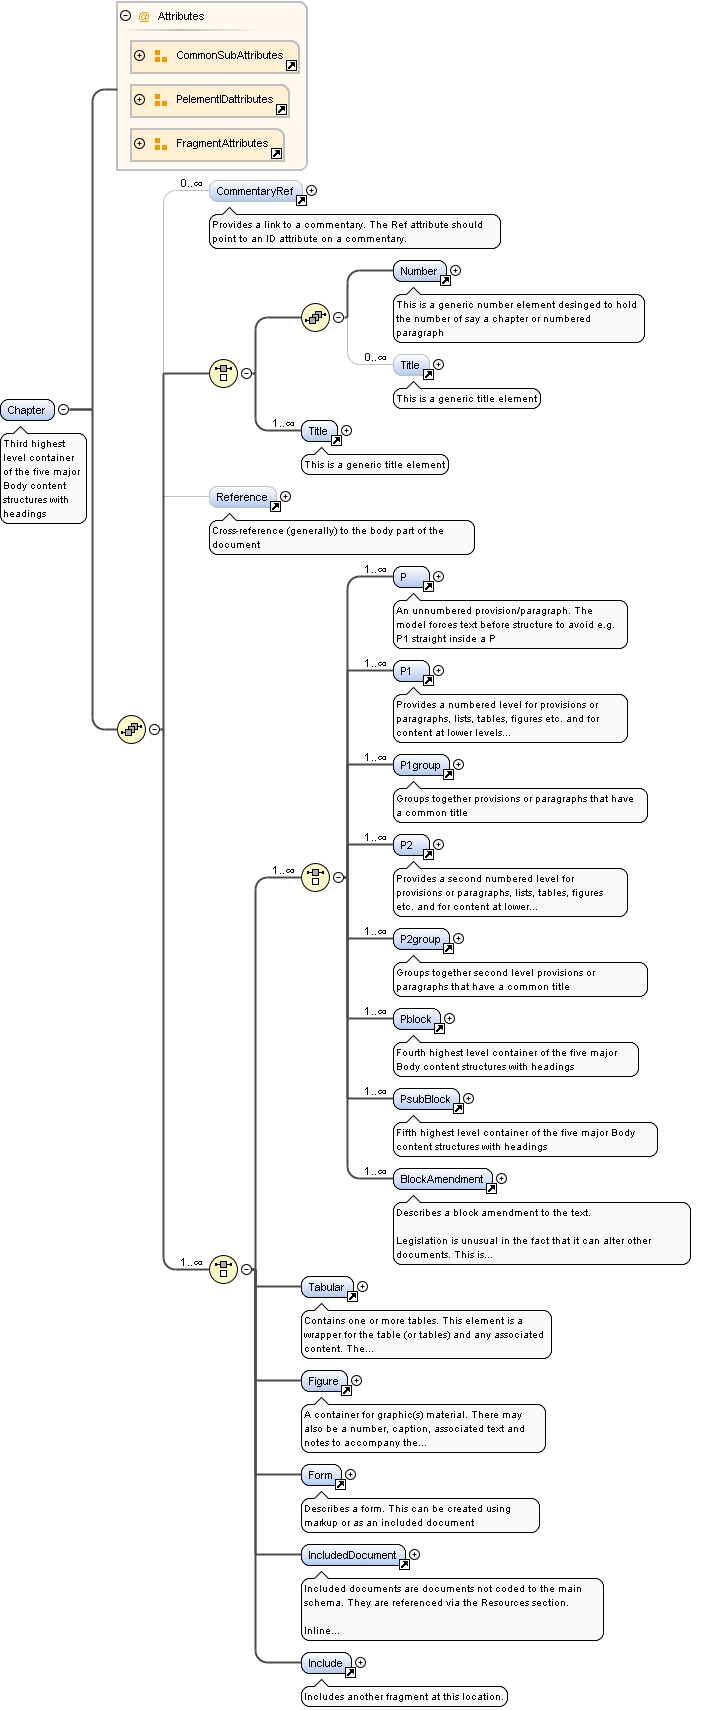 Attributes
CommonSubAttributes
PelementIDattributes
FragmentAttributes
0..∞
CommentaryRef
Provides a link to a commentary. The Ref attribute should
point to an ID attribute on a commentary.
Number
This is a generic number element desinged to hold
the number of say a chapter or numbered
paragraph
0..∞
Title
This is a generic title element
Chapter
Third highest
level container
of the five major
Body content
structures with
headings
1..∞
Title
This is a generic title element
Reference
Cross-reference (generally) to the body part of the
document
1..∞
P
An unnumbered provision/paragraph. The
model forces text before structure to avoid e.g.
P1 straight inside a P
1..∞
P1
Provides a numbered level for provisions or
paragraphs, lists, tables, figures etc. and for
content at lower levels...
1..∞
P1group
Groups together provisions or paragraphs that have
a common title
1..∞
P2
Provides a second numbered level for
provisions or paragraphs, lists, tables, figures
etc. and for content at lower...
1..∞
1..∞
P2group
Groups together second level provisions or
paragraphs that have a common title
1..∞
Pblock
Fourth highest level container of the five major
Body content structures with headings
1..∞
PsubBlock
Fifth highest level container of the five major Body
content structures with headings
1..∞
BlockAmendment
Describes a block amendment to the text.
Legislation is unusual in the fact that it can alter other
documents. This is...
1..∞
Tabular
Contains one or more tables. This element is a
wrapper for the table (or tables) and any associated
content. The...
Figure
A container for graphic(s) material. There may
also be a number, caption, associated text and
notes to accompany the...
Form
Describes a form. This can be created using
markup or as an included document
IncludedDocument
Included documents are documents not coded to the main
schema. They are referenced via the Resources section.
Inline...
Include
Includes another fragment at this location.